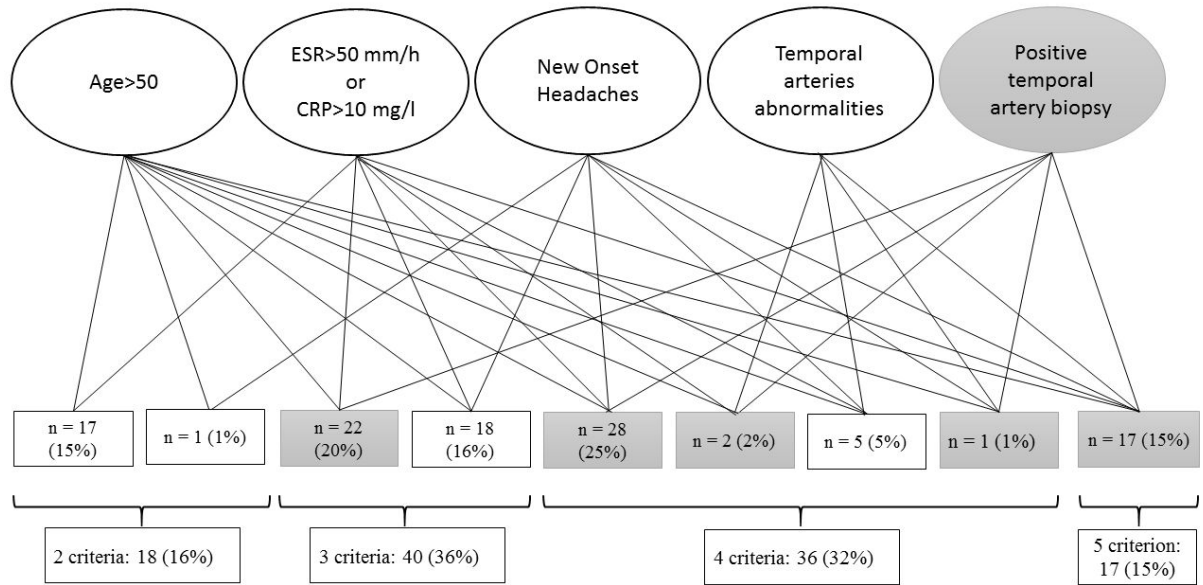 Age>50
ESR>50 mm/h
or
CRP>10 mg/l
New Onset
Headaches
Temporal
arteries
abnormalities
Positive
temporal
artery biopsy
n = 17
(15%)
n = 1 (1%)
n = 22
(20%)
n = 18
(16%)
n = 28
(25%)
n = 2 (2%)
n = 5 (5%)
n = 1 (1%)
n = 17 (15%)
2 criteria: 18 (16%)
3 criteria: 40 (36%)
4 criteria: 36 (32%)
5 criterion:
17 (15%)